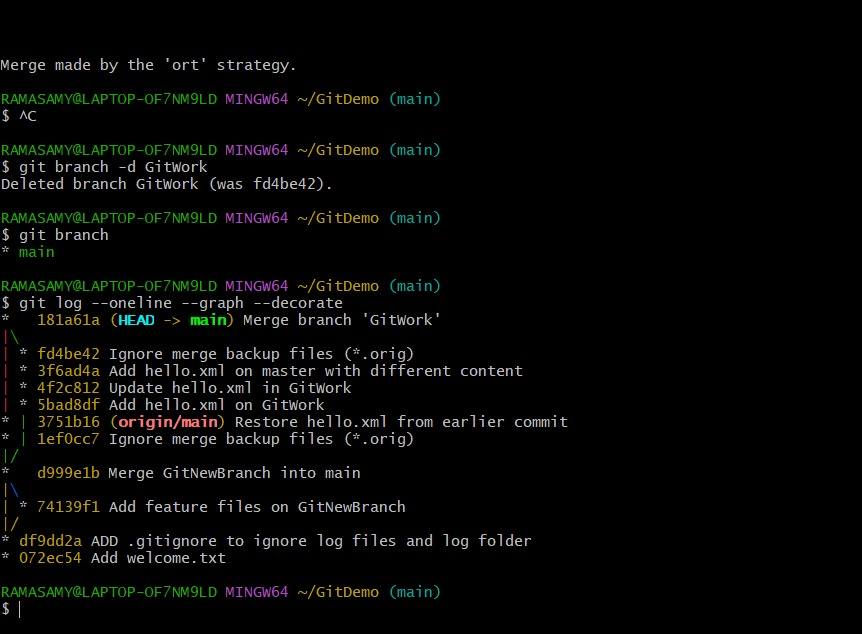 Merge made by the 'ort' strategy.
RAMASAMY@LAPTOP-OF7NM9LD MINGW64 ~/GitDemo (main)
$ ^C
RAMASAMY@LAPTOP-OF7NM9LD MINGW64 ~/GitDemo (main)
$ git branch -d GitWork
Deleted branch GitWork (was fd4be42).
RAMASAMY@LAPTOP-OF7NM9LD MINGW64 ~/GitDemo (main)
$ git branch
* main
RAMASAMY@LAPTOP-OF7NM9LD MINGW64 ~/GitDemo (main)
$ git log --oneline --graph --decorate
*   181a61a (HEAD -> main) Merge branch 'GitWork'
|\
| * fd4be42 Ignore merge backup files (*.orig)
| * 3f6ad4a Add hello.xml on master with different content
| * 4f2c812 Update hello.xml in GitWork
| * 5bad8df Add hello.xml on GitWork
* | 3751b16 (origin/main) Restore hello.xml from earlier commit
* | 1ef0cc7 Ignore merge backup files (*.orig)
|/
*   d999e1b Merge GitNewBranch into main
|\
| * 74139f1 Add feature files on GitNewBranch
|/
* df9dd2a ADD .gitignore to ignore log files and log folder
* 072ec54 Add welcome.txt
RAMASAMY@LAPTOP-OF7NM9LD MINGW64 ~/GitDemo (main)
$